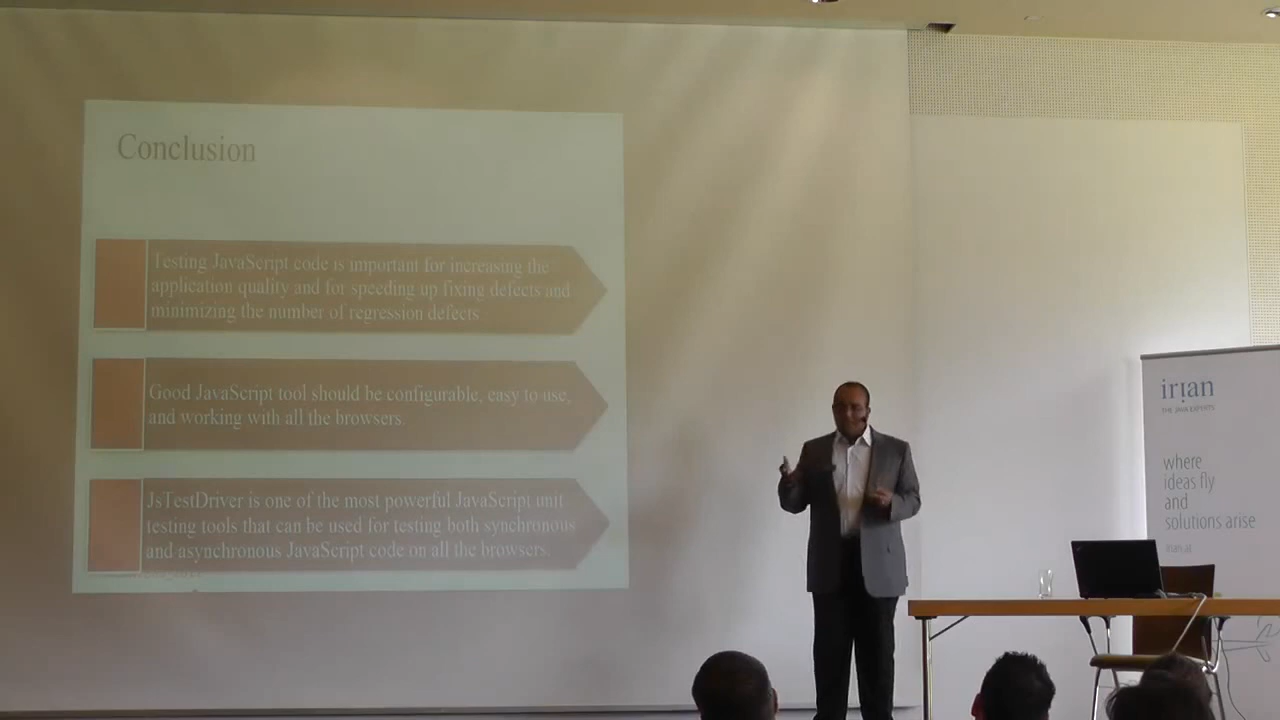 Conclusion
Testing JavaScript code is important for increasing the
application quality and for speeding up fixing defects and
minimizing the number of regression defects.
Good JavaScript tool should be configurable, easy to use,
and working with all the browsers.
JsTestDriver is one of the most powerful JavaScript unit
testing tools that can be used for testing both synchronous
and asynchronous JavaScript code on all the browsers.
irian
THE JAVA EXPERTS
where
ideas fly
and
solutions arise
irian.at